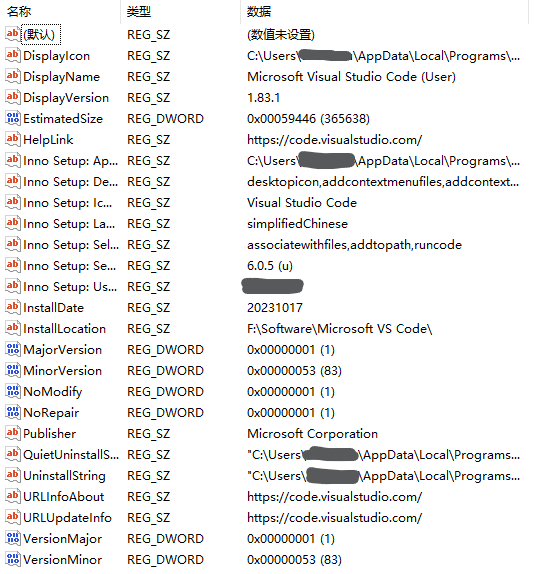 名称 类型 数据
(默认) REG_SZ (数值未设置)
DisplayIcon REG_SZ C:\Users\ \AppData\Local\Programs\...
DisplayName REG_SZ Microsoft Visual Studio Code (User)
DisplayVersion REG_SZ 1.83.1
EstimatedSize REG_DWORD 0x00059446 (365638)
HelpLink REG_SZ https://code.visualstudio.com/
Inno Setup: Ap... REG_SZ C:\Users\ \AppData\Local\Programs\...
Inno Setup: De... REG_SZ desktopicon,addcontextmenufiles,addcontext...
Inno Setup: Ic... REG_SZ Visual Studio Code
Inno Setup: La... REG_SZ simplifiedChinese
Inno Setup: Sel... REG_SZ associatewithfiles,addtopath,runcode
Inno Setup: Se... REG_SZ 6.0.5 (u)
Inno Setup: Us... REG_SZ
InstallDate REG_SZ 20231017
InstallLocation REG_SZ F:\Software\Microsoft VS Code\
MajorVersion REG_DWORD 0x00000001 (1)
MinorVersion REG_DWORD 0x00000053 (83)
NoModify REG_DWORD 0x00000001 (1)
NoRepair REG_DWORD 0x00000001 (1)
Publisher REG_SZ Microsoft Corporation
QuietUninstallS... REG_SZ "C:\Users\ \AppData\Local\Programs...
UninstallString REG_SZ "C:\Users\ \AppData\Local\Programs...
URLInfoAbout REG_SZ https://code.visualstudio.com/
URLUpdateInfo REG_SZ https://code.visualstudio.com/
VersionMajor REG_DWORD 0x00000001 (1)
VersionMinor REG_DWORD 0x00000053 (83)